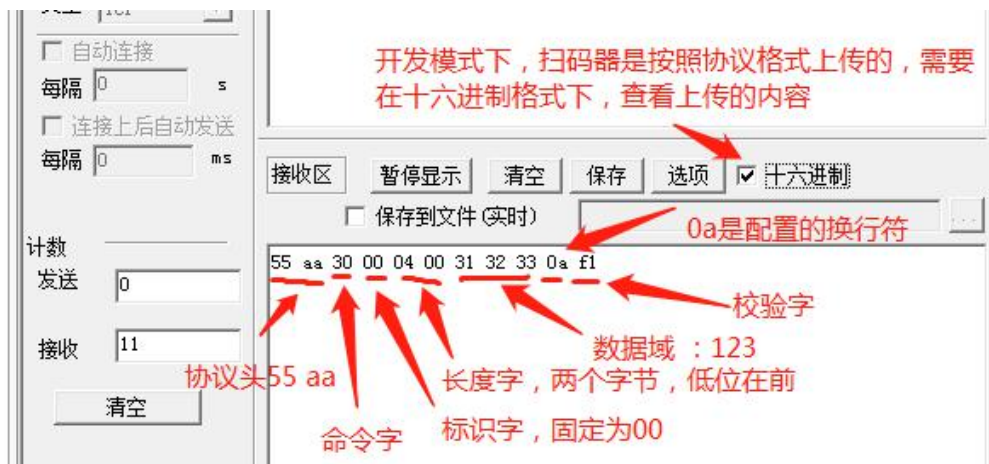 自动连接
每隔 0 s
连接上后自动发送
每隔 0 ms
计数
发送 0
接收 11
清空
开发模式下，扫码器是按照协议格式上传的，需要
在十六进制格式下，查看上传的内容
接收区 暂停显示 清空 保存 选项 十六进制
保存到文件(实时) ...
0a是配置的换行符
55 aa 30 00 04 00 31 32 33 0a f1
校验字
数据域 ：123
协议头55 aa
长度字，两个字节，低位在前
标识字，固定为00
命令字